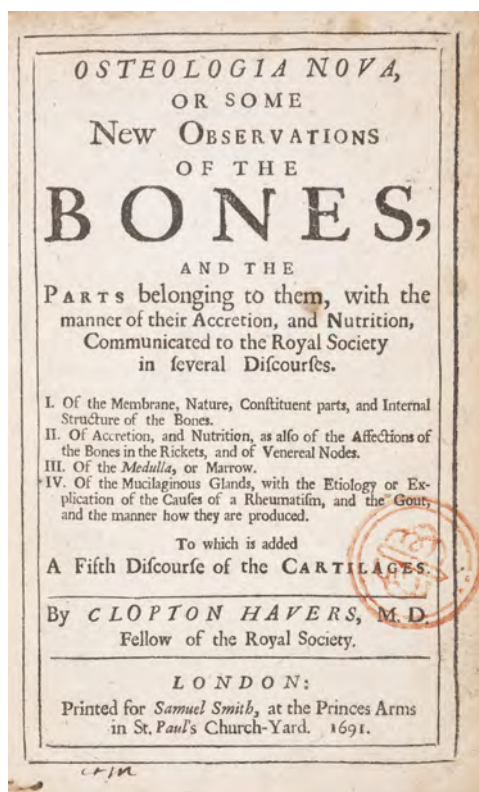 OSTEOLOGIA NOVA,
OR SOME
New OBSERVATIONS
OF THE
BONES,
AND THE
PARTS belonging to them, with the
manner of their Accretion, and Nutrition,
Communicated to the Royal Society
in ſeveral Diſcourſes.
I. Of the Membrane, Nature, Conſtituent parts, and Internal
Structure of the Bones.
II. Of Accretion, and Nutrition, as alſo of the Affections of
the Bones in the Rickets, and of Venereal Nodes.
III. Of the Medulla, or Marrow.
IV. Of the Mucilaginous Glands, with the Etiology or Ex-
plication of the Cauſes of a Rheumatiſm, and the Gout,
and the manner how they are produced.
To which is added
A Fifth Diſcourſe of the CARTILAGES.
By CLOPTON HAVERS, M. D.
Fellow of the Royal Society.
LONDON:
Printed for Samuel Smith, at the Princes Arms
in St. Paul's Church-Yard. 1691.